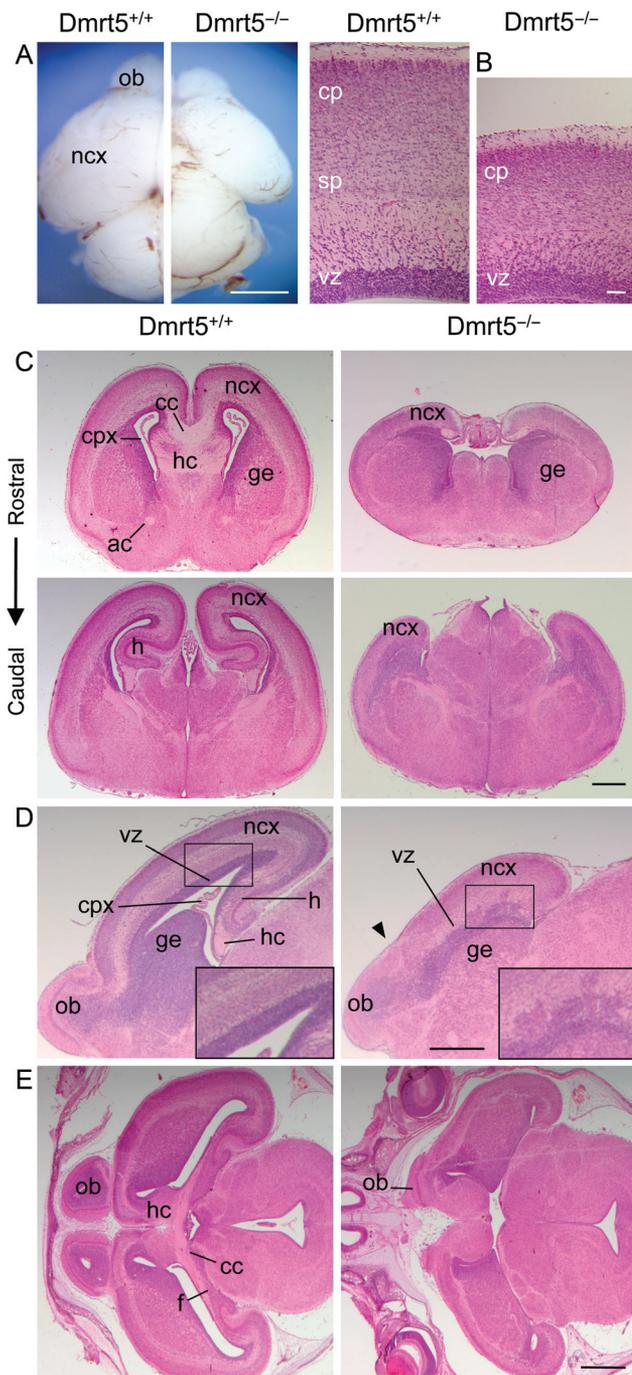 Dmrt5+/+ Dmrt5−/− Dmrt5+/+ Dmrt5−/−
A
ob
ncx
cp
sp
vz
B
cp
vz
Dmrt5+/+ Dmrt5−/−
C
Rostral
Caudal
ncx
cc
cpx
hc
ge
ac
ncx
ge
ncx
h
ncx
D
vz
ncx
cpx
h
ge
hc
ob
vz
ncx
ge
ob
E
ob
hc
cc
f
ob